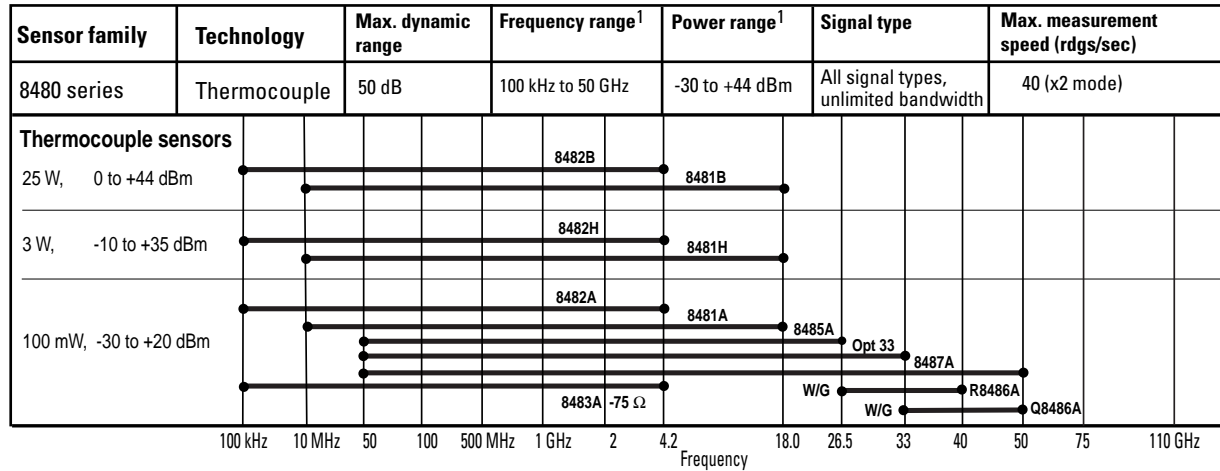 Sensor family
Technology
Max. dynamic
range
Frequency range1
Power range1
Signal type
Max. measurement
speed (rdgs/sec)
8480 series
Thermocouple
50 dB
100 kHz to 50 GHz
-30 to +44 dBm
All signal types,
unlimited bandwidth
40 (x2 mode)
Thermocouple sensors
25 W, 0 to +44 dBm
8482B
8481B
3 W, -10 to +35 dBm
8482H
8481H
100 mW, -30 to +20 dBm
8482A
8481A
8485A
Opt 33
8487A
8483A -75 Ω
W/G R8486A
W/G Q8486A
100 kHz 10 MHz 50 100 500 MHz 1 GHz 2 4.2 18.0 26.5 33 40 50 75 110 GHz
Frequency